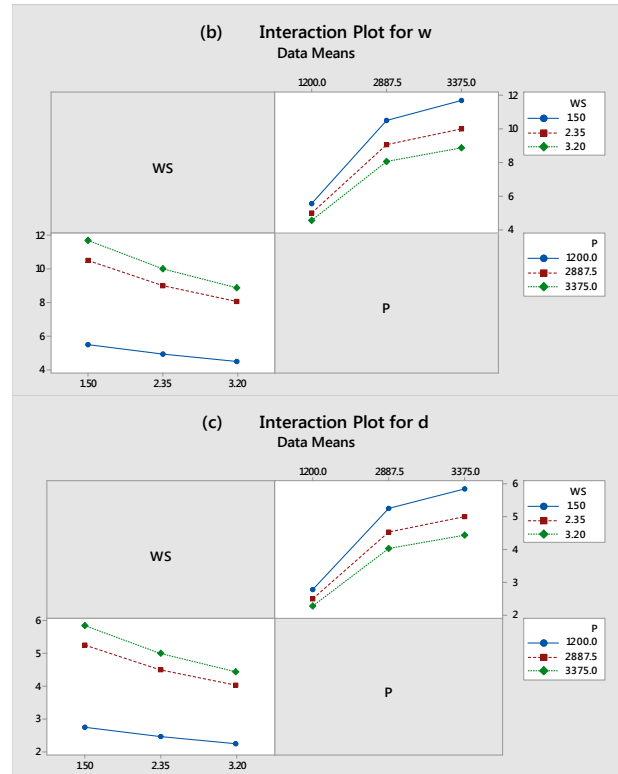 (b) Interaction Plot for w
Data Means
1200.0 2887.5 3375.0
12
10
8
6
4
WS
1.50
2.35
3.20
WS
12
10
8
6
4
P
P
1200.0
2887.5
3375.0
1.50 2.35 3.20
(c) Interaction Plot for d
Data Means
1200.0 2887.5 3375.0
6
5
4
3
2
WS
1.50
2.35
3.20
WS
6
5
4
3
2
P
P
1200.0
2887.5
3375.0
1.50 2.35 3.20